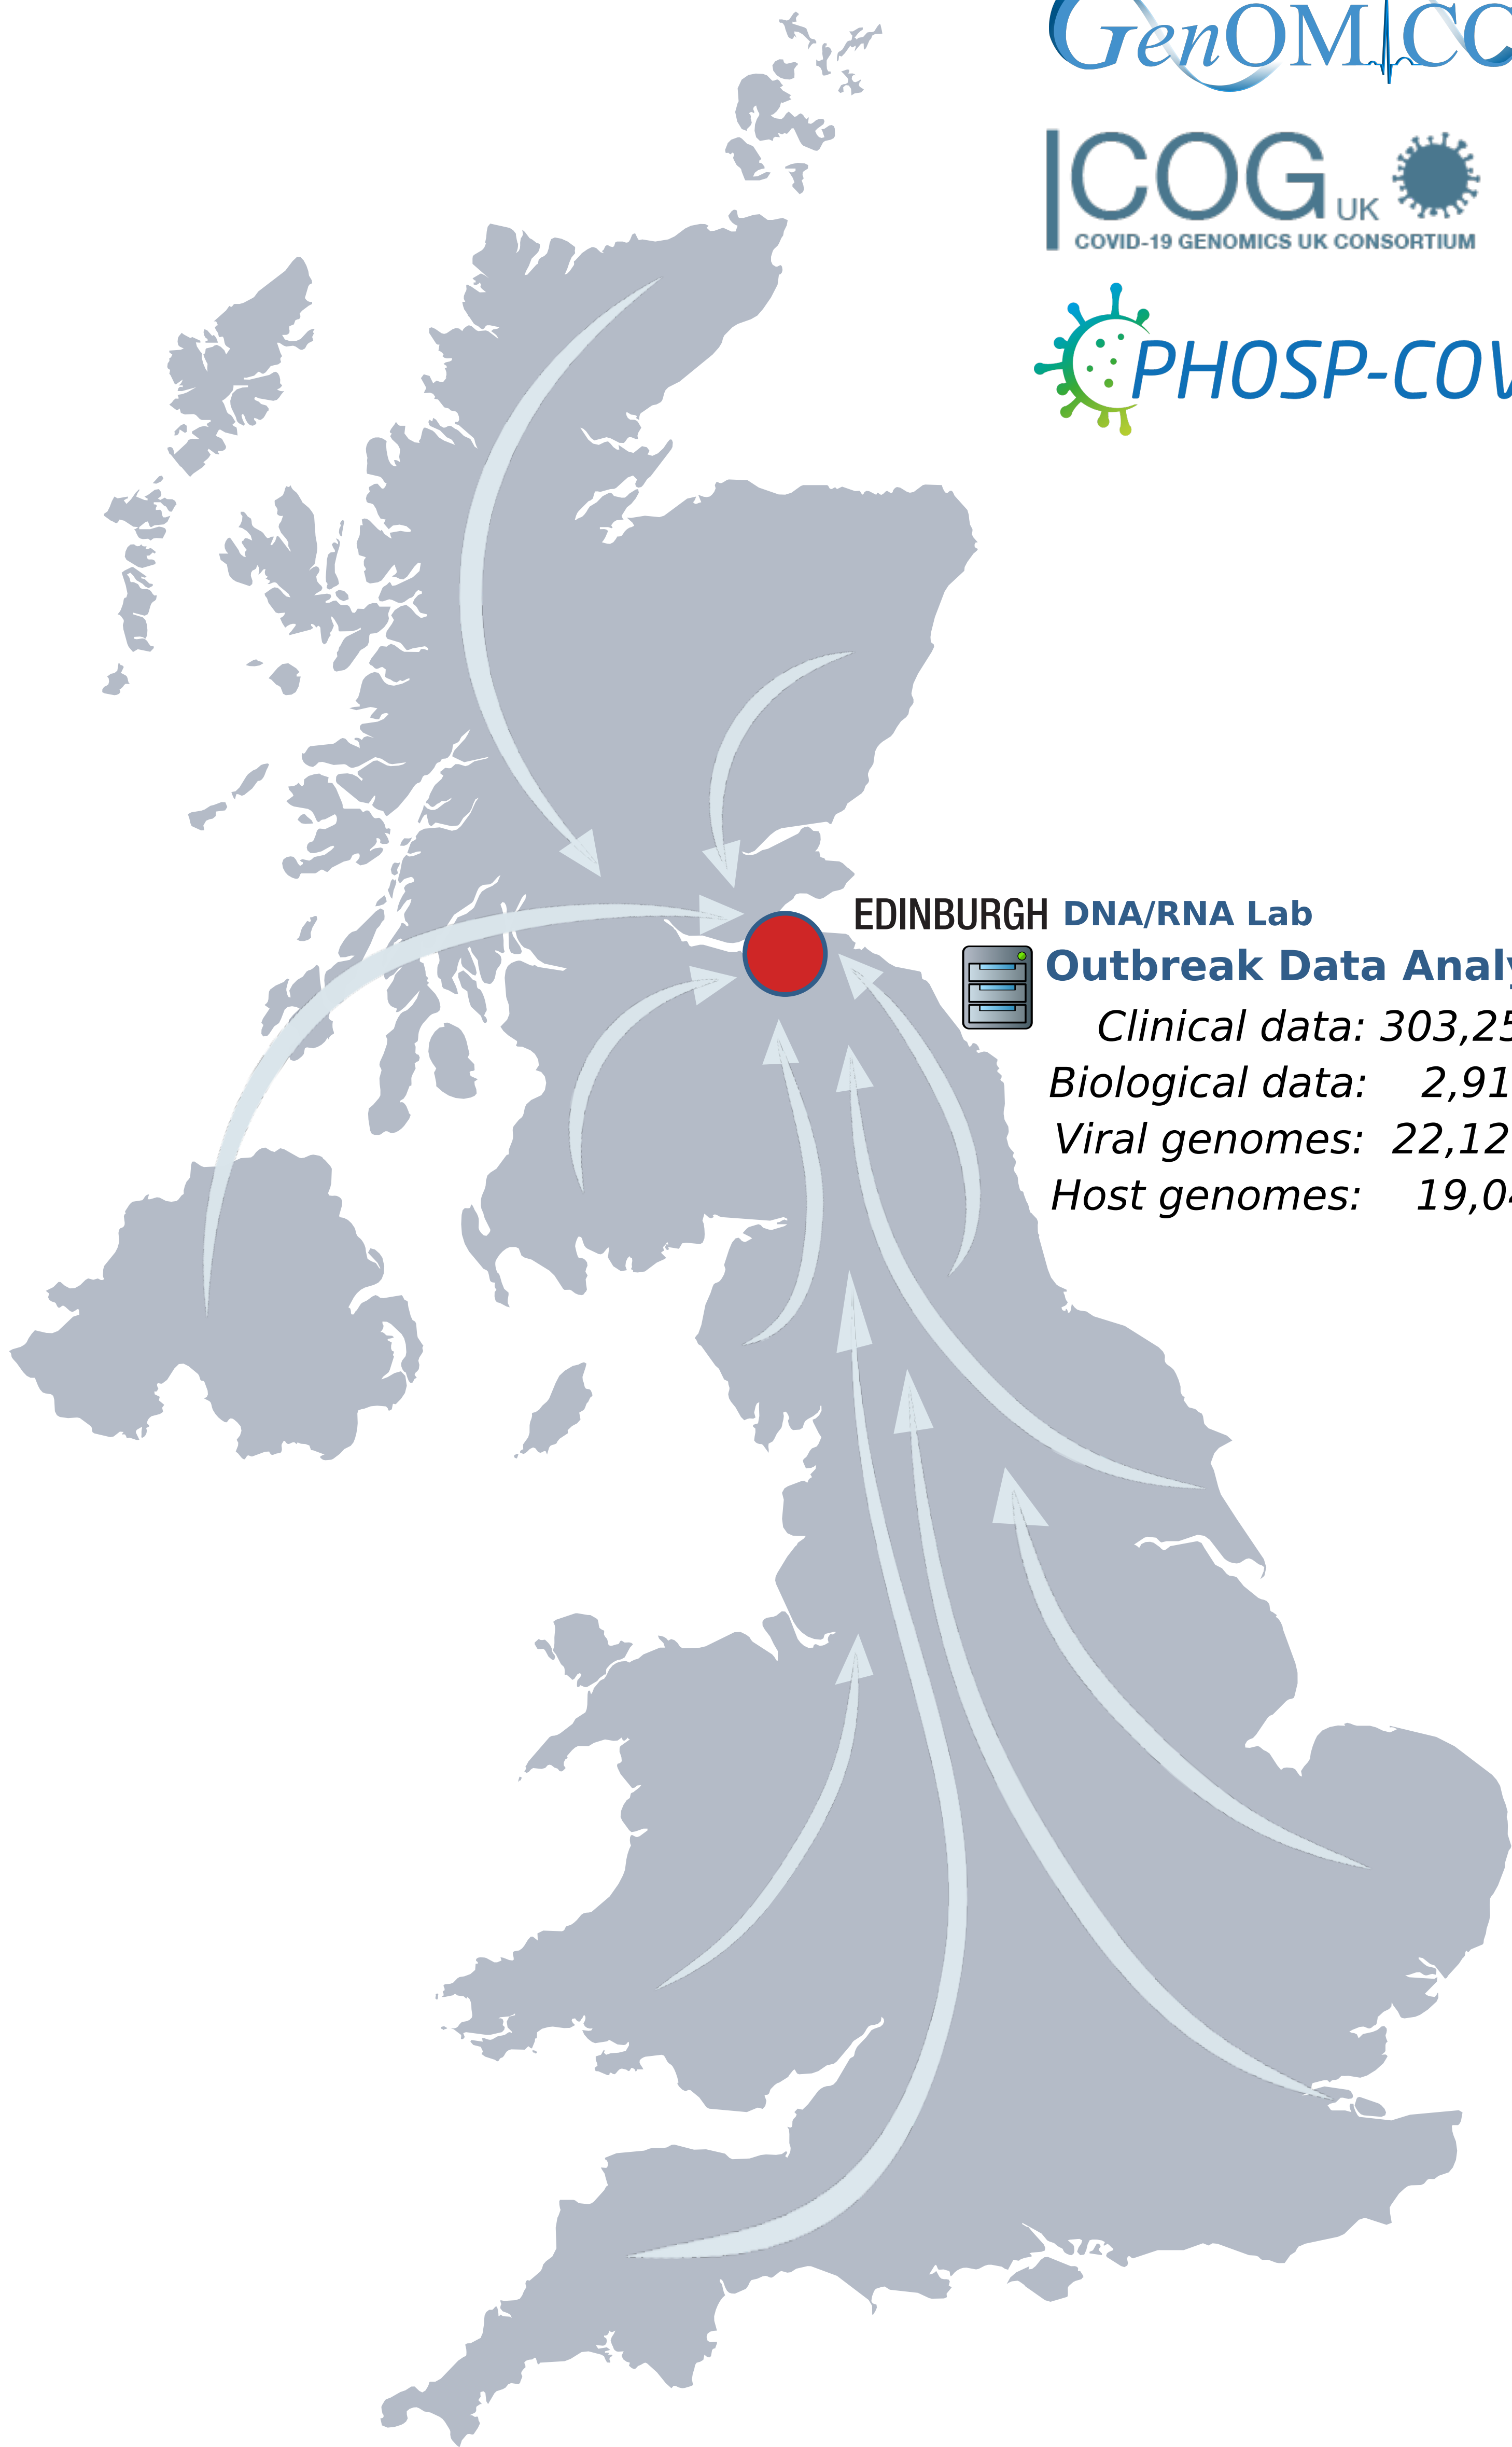 GenOMICC
COG UK
COVID-19 GENOMICS UK CONSORTIUM
PHOSP-COV
EDINBURGH DNA/RNA Lab
Outbreak Data Analy
Clinical data: 303,25
Biological data: 2,91
Viral genomes: 22,12
Host genomes: 19,04